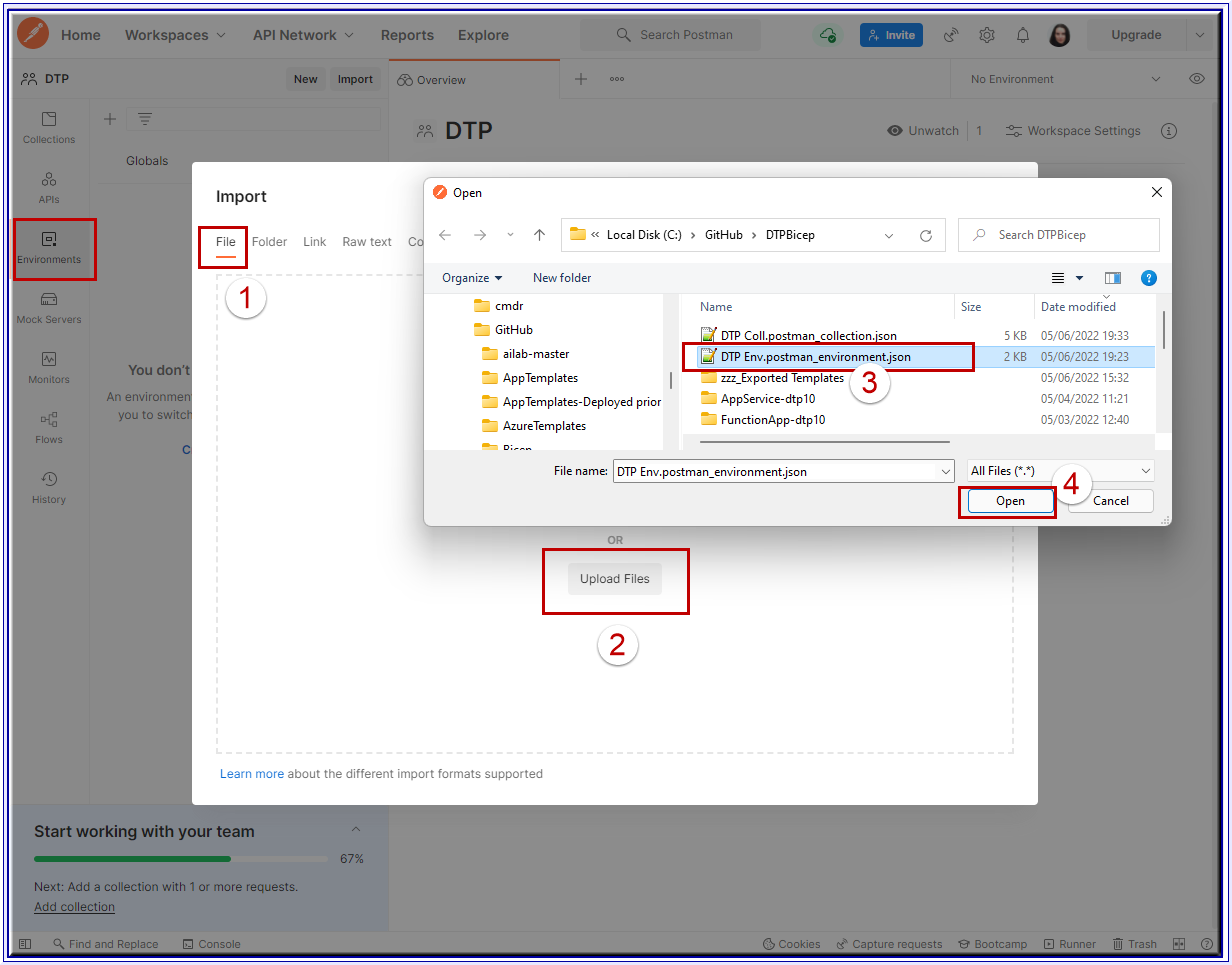 Home Workspaces API Network Reports Explore Search Postman Invite Upgrade
DTP New Import Overview No Environment
Collections
APIs
Environments
Mock Servers
Monitors
Flows
History
Globals
DTP Unwatch 1 Workspace Settings
You don't
An environment
you to switch
C
Import
File Folder Link Raw text Co
1
Open
Local Disk (C:) GitHub DTPBicep Search DTPBicep
Organize New folder
cmdr
GitHub
ailab-master
AppTemplates
AppTemplates-Deployed prior
AzureTemplates
Bicep
Name Size Date modified
DTP Coll.postman_collection.json 5 KB 05/06/2022 19:33
DTP Env.postman_environment.json 2 KB 05/06/2022 19:23
3
zzz_Exported Templates 05/06/2022 15:32
AppService-dtp10 05/04/2022 11:21
FunctionApp-dtp10 05/03/2022 12:40
File name: DTP Env.postman_environment.json All Files (*.*)
4
Open Cancel
OR
Upload Files
2
Learn more about the different import formats supported
Start working with your team
67%
Next: Add a collection with 1 or more requests.
Add collection
Find and Replace Console Cookies Capture requests Bootcamp Runner Trash